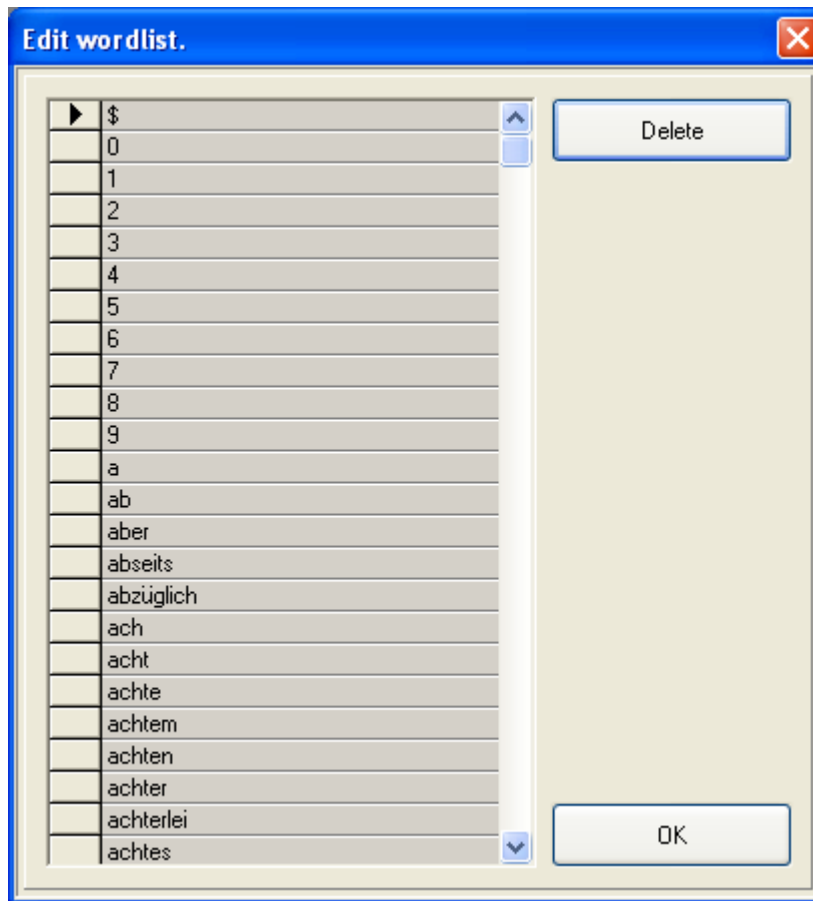 Edit wordlist.
$
0
1
2
3
4
5
6
7
8
9
a
ab
aber
abseits
abzüglich
ach
acht
achte
achtem
achten
achter
achterlei
achtes
Delete
OK